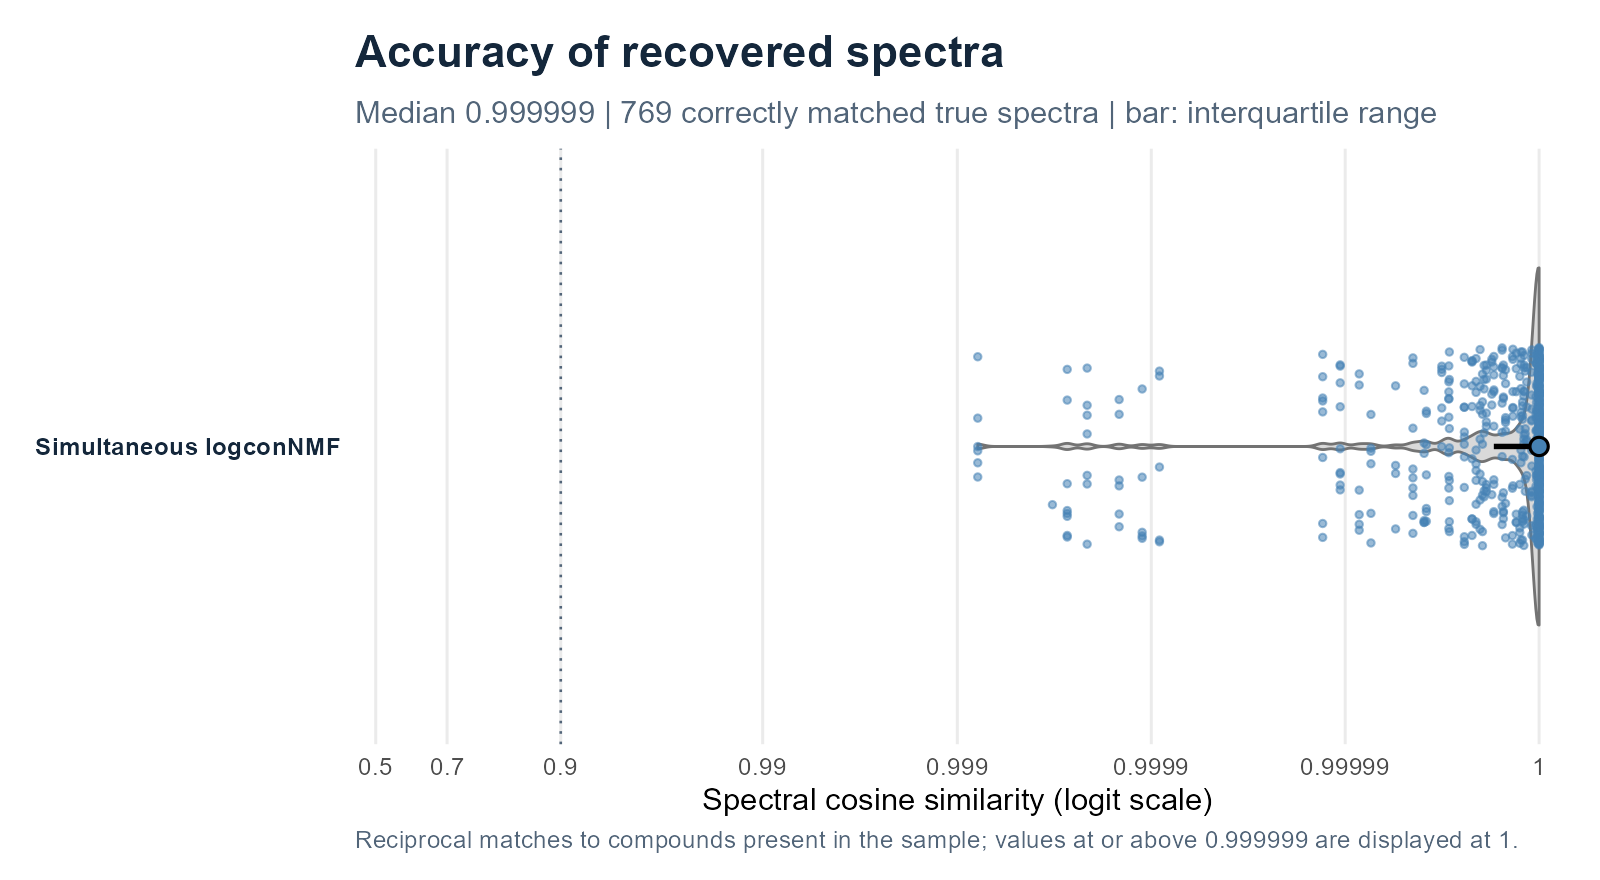 Accuracy of recovered spectra
Median 0.999999 | 769 correctly matched true spectra | bar: interquartile range
Simultaneous logconNMF
0.5 0.7 0.9 0.99 0.999 0.9999 0.99999 1
Spectral cosine similarity (logit scale)
Reciprocal matches to compounds present in the sample; values at or above 0.999999 are displayed at 1.